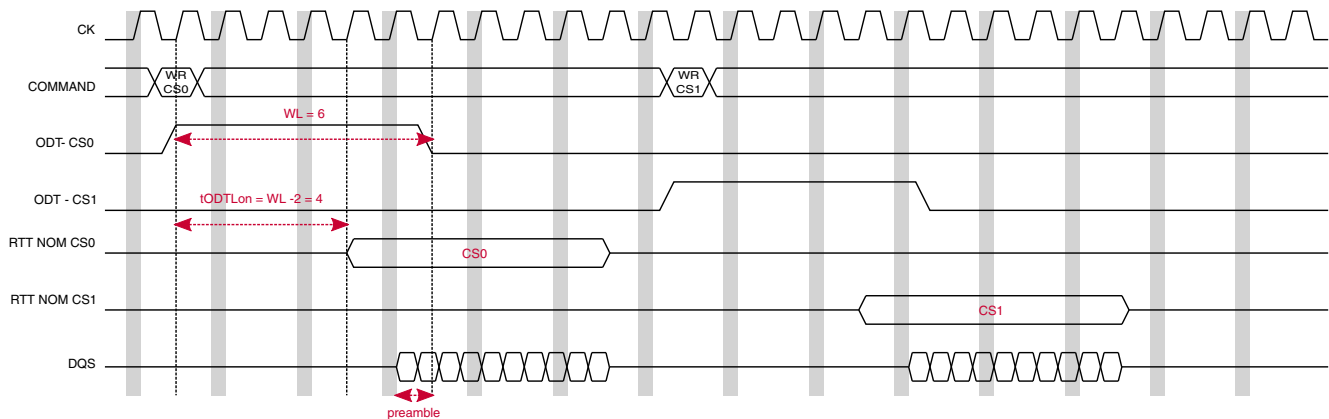 CK
COMMAND
WR
CS0
WR
CS1
WL = 6
ODT- CS0
ODT - CS1
tODTLon = WL -2 = 4
RTT NOM CS0
CS0
RTT NOM CS1
CS1
DQS
preamble